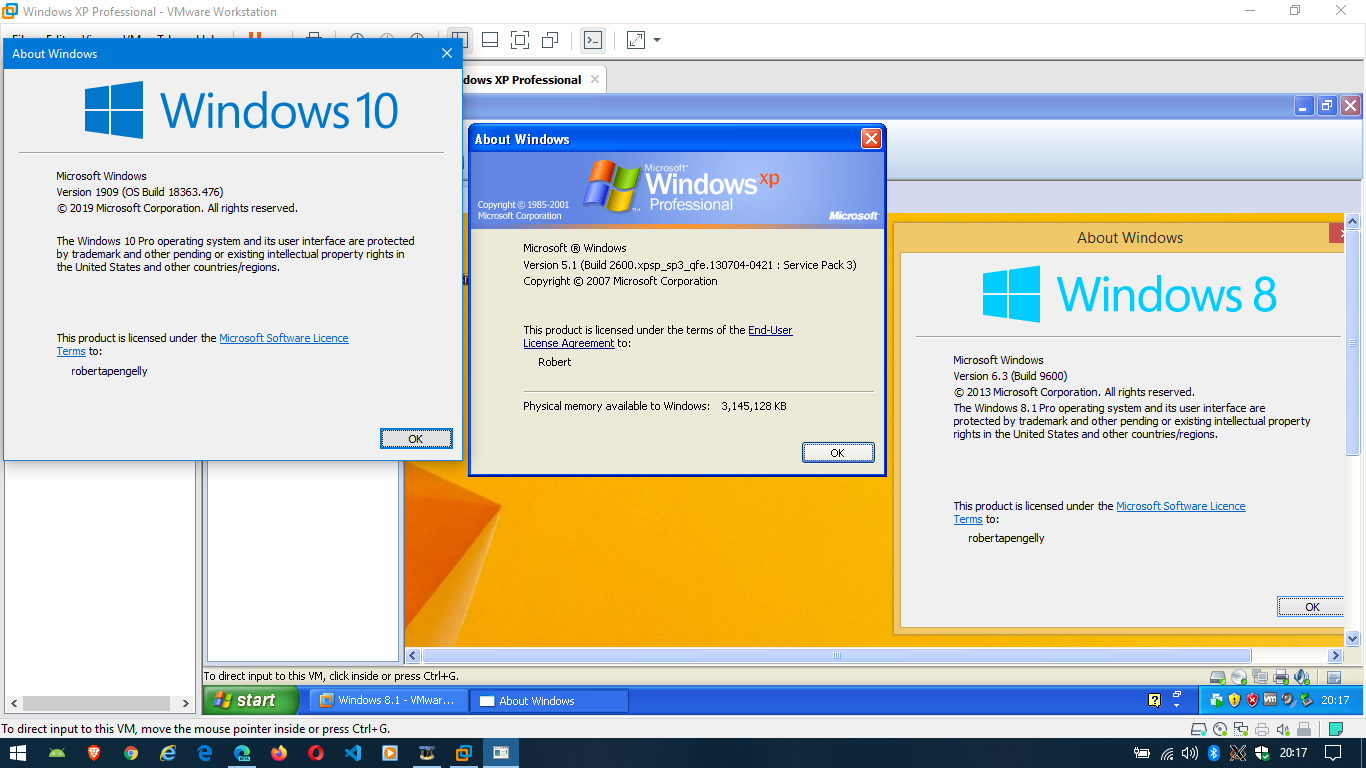 Windows XP Professional - VMware Workstation
About Windows
Windows 10
Microsoft Windows
Version 1909 (OS Build 18363.476)
© 2019 Microsoft Corporation. All rights reserved.
The Windows 10 Pro operating system and its user interface are protected
by trademark and other pending or existing intellectual property rights in
the United States and other countries/regions.
This product is licensed under the Microsoft Software Licence
Terms to:
robertapengelly
OK
dows XP Professional
About Windows
Copyright © 1985-2001
Microsoft Corporation
Microsoft®
Windows xp
Professional
Microsoft
Microsoft ® Windows
Version 5.1 (Build 2600.xpsp_sp3_qfe.130704-0421 : Service Pack 3)
Copyright © 2007 Microsoft Corporation
This product is licensed under the terms of the End-User
License Agreement to:
Robert
Physical memory available to Windows: 3,145,128 KB
OK
About Windows
Windows 8
Microsoft Windows
Version 6.3 (Build 9600)
© 2013 Microsoft Corporation. All rights reserved.
The Windows 8.1 Pro operating system and its user interface are
protected by trademark and other pending or existing intellectual property
rights in the United States and other countries/regions.
This product is licensed under the Microsoft Software Licence
Terms to:
robertapengelly
OK
To direct input to this VM, click inside or press Ctrl+G.
start
Windows 8.1 - VMwar...
About Windows
20:17
To direct input to this VM, move the mouse pointer inside or press Ctrl+G.
20:17